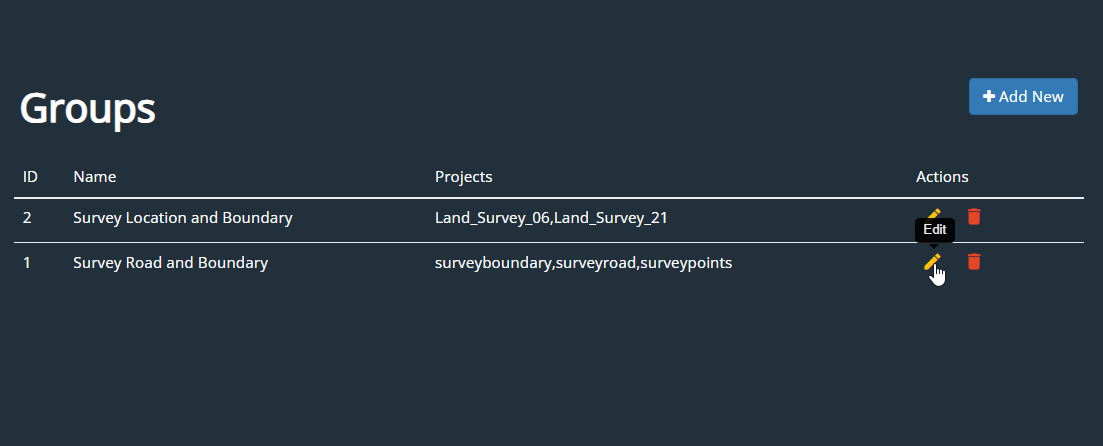 Groups
Add New
ID Name Projects Actions
2 Survey Location and Boundary Land_Survey_06,Land_Survey_21
Edit
1 Survey Road and Boundary surveyboundary,surveyroad,surveypoints